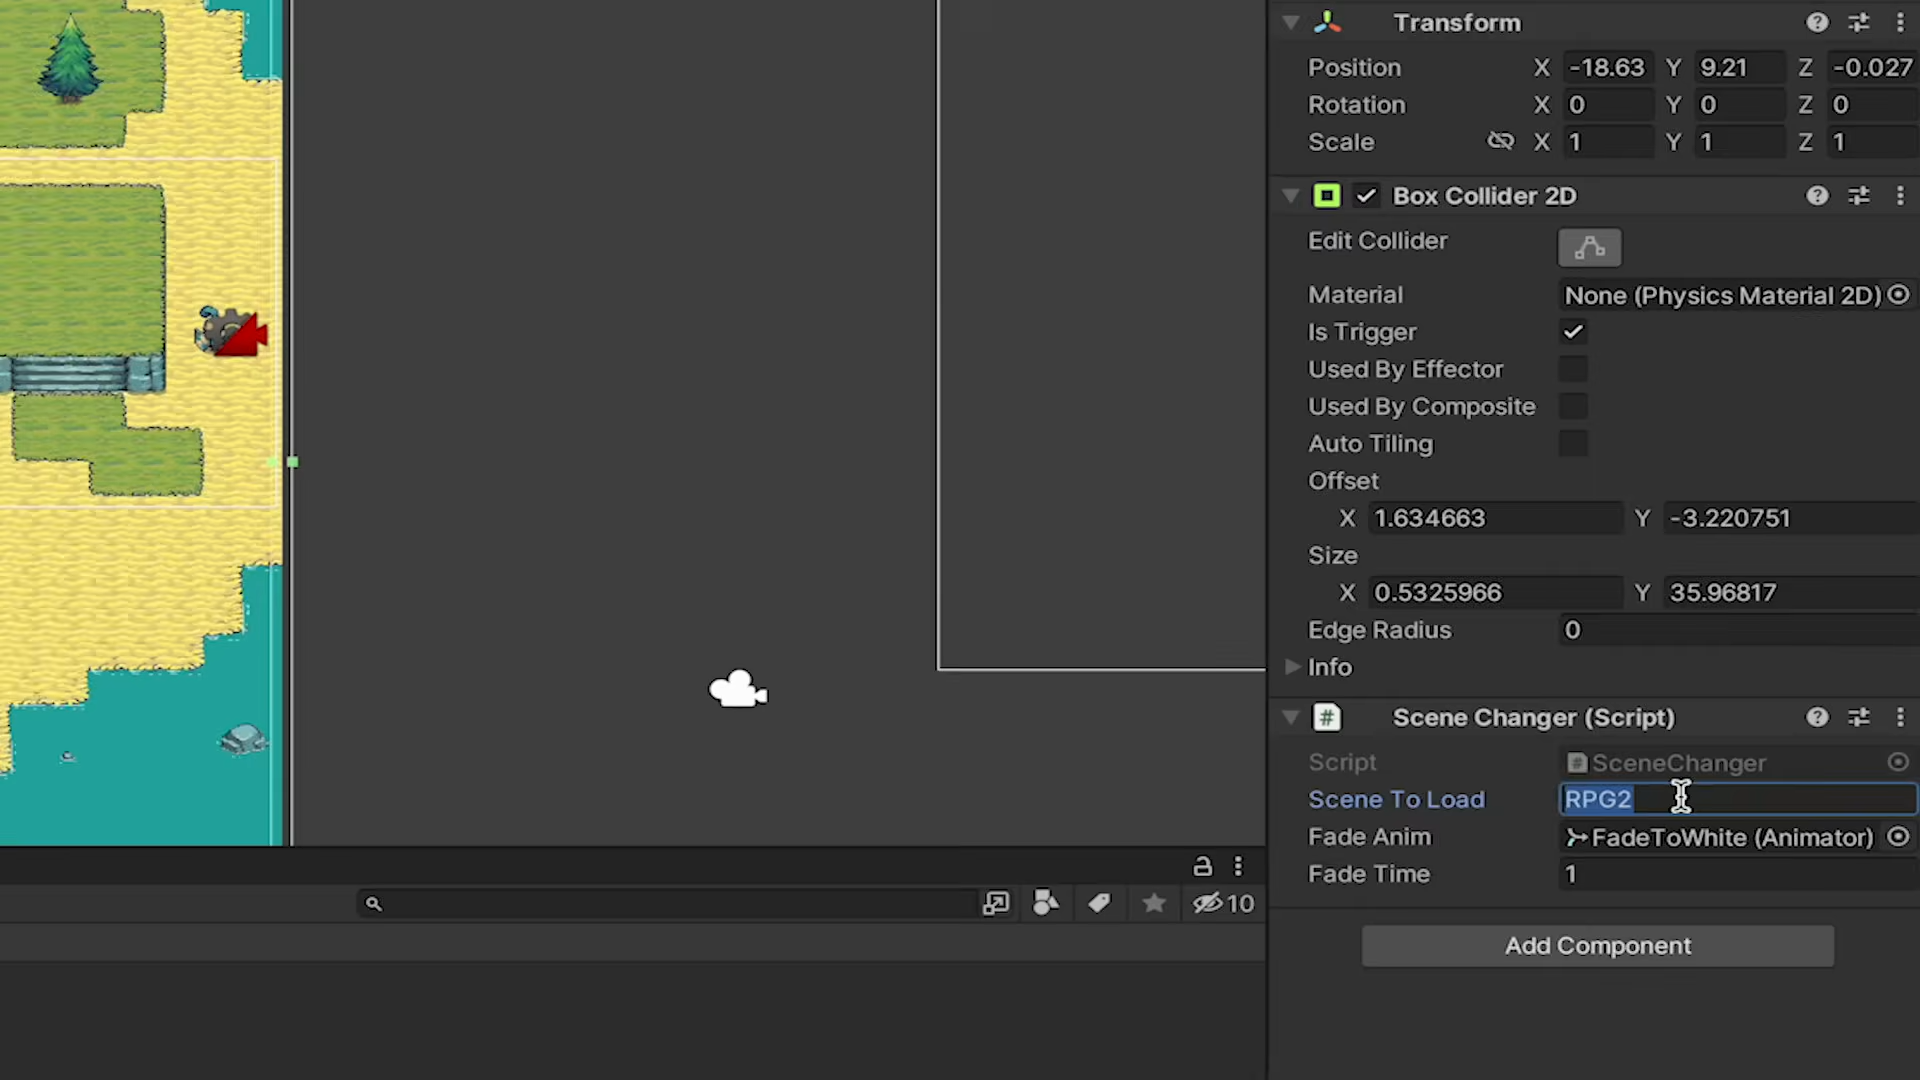 Transform
Position X -18.63 Y 9.21 Z -0.027
Rotation X 0 Y 0 Z 0
Scale X 1 Y 1 Z 1
Box Collider 2D
Edit Collider
Material None (Physics Material 2D)
Is Trigger
Used By Effector
Used By Composite
Auto Tiling
Offset
X 1.634663 Y -3.220751
Size
X 0.5325966 Y 35.96817
Edge Radius 0
Info
# Scene Changer (Script)
Script # SceneChanger
Scene To Load RPG2
Fade Anim FadeToWhite (Animator)
Fade Time 1
10
Add Component